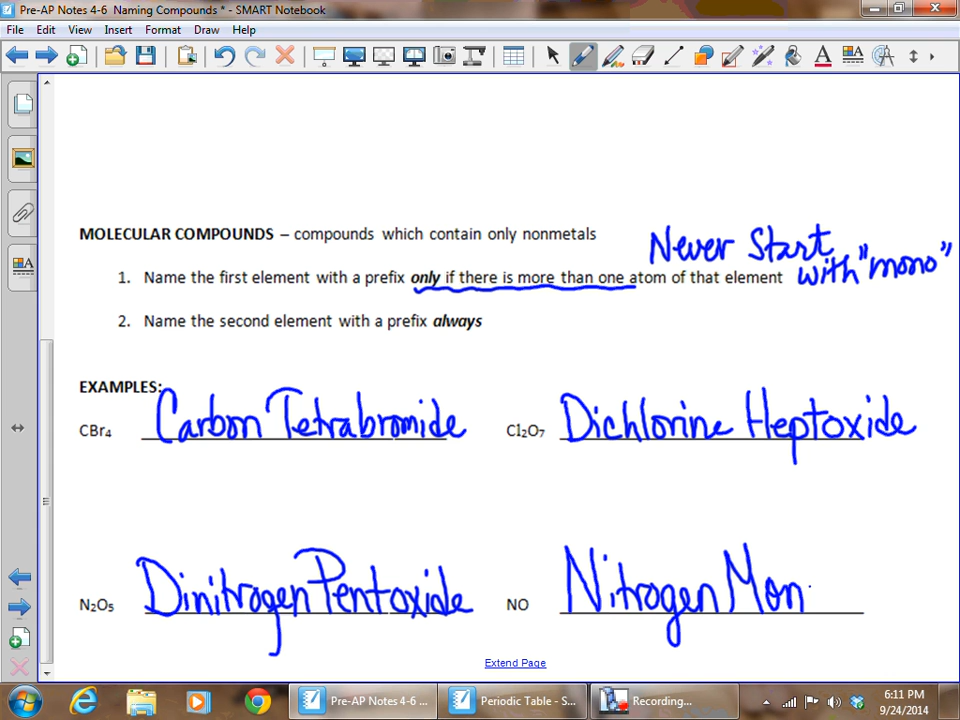 Pre-AP Notes 4-6 Naming Compounds * - SMART Notebook
File Edit View Insert Format Draw Help
MOLECULAR COMPOUNDS – compounds which contain only nonmetals
Never Start with "mono"
1. Name the first element with a prefix only if there is more than one atom of that element
2. Name the second element with a prefix always
EXAMPLES:
CBr₄ Carbon Tetrabromide Cl₂O₇ Dichlorine Heptoxide
N₂O₅ Dinitrogen Pentoxide NO Nitrogen Mon
Extend Page
Pre-AP Notes 4-6 ... Periodic Table - S... Recording...
6:11 PM
9/24/2014